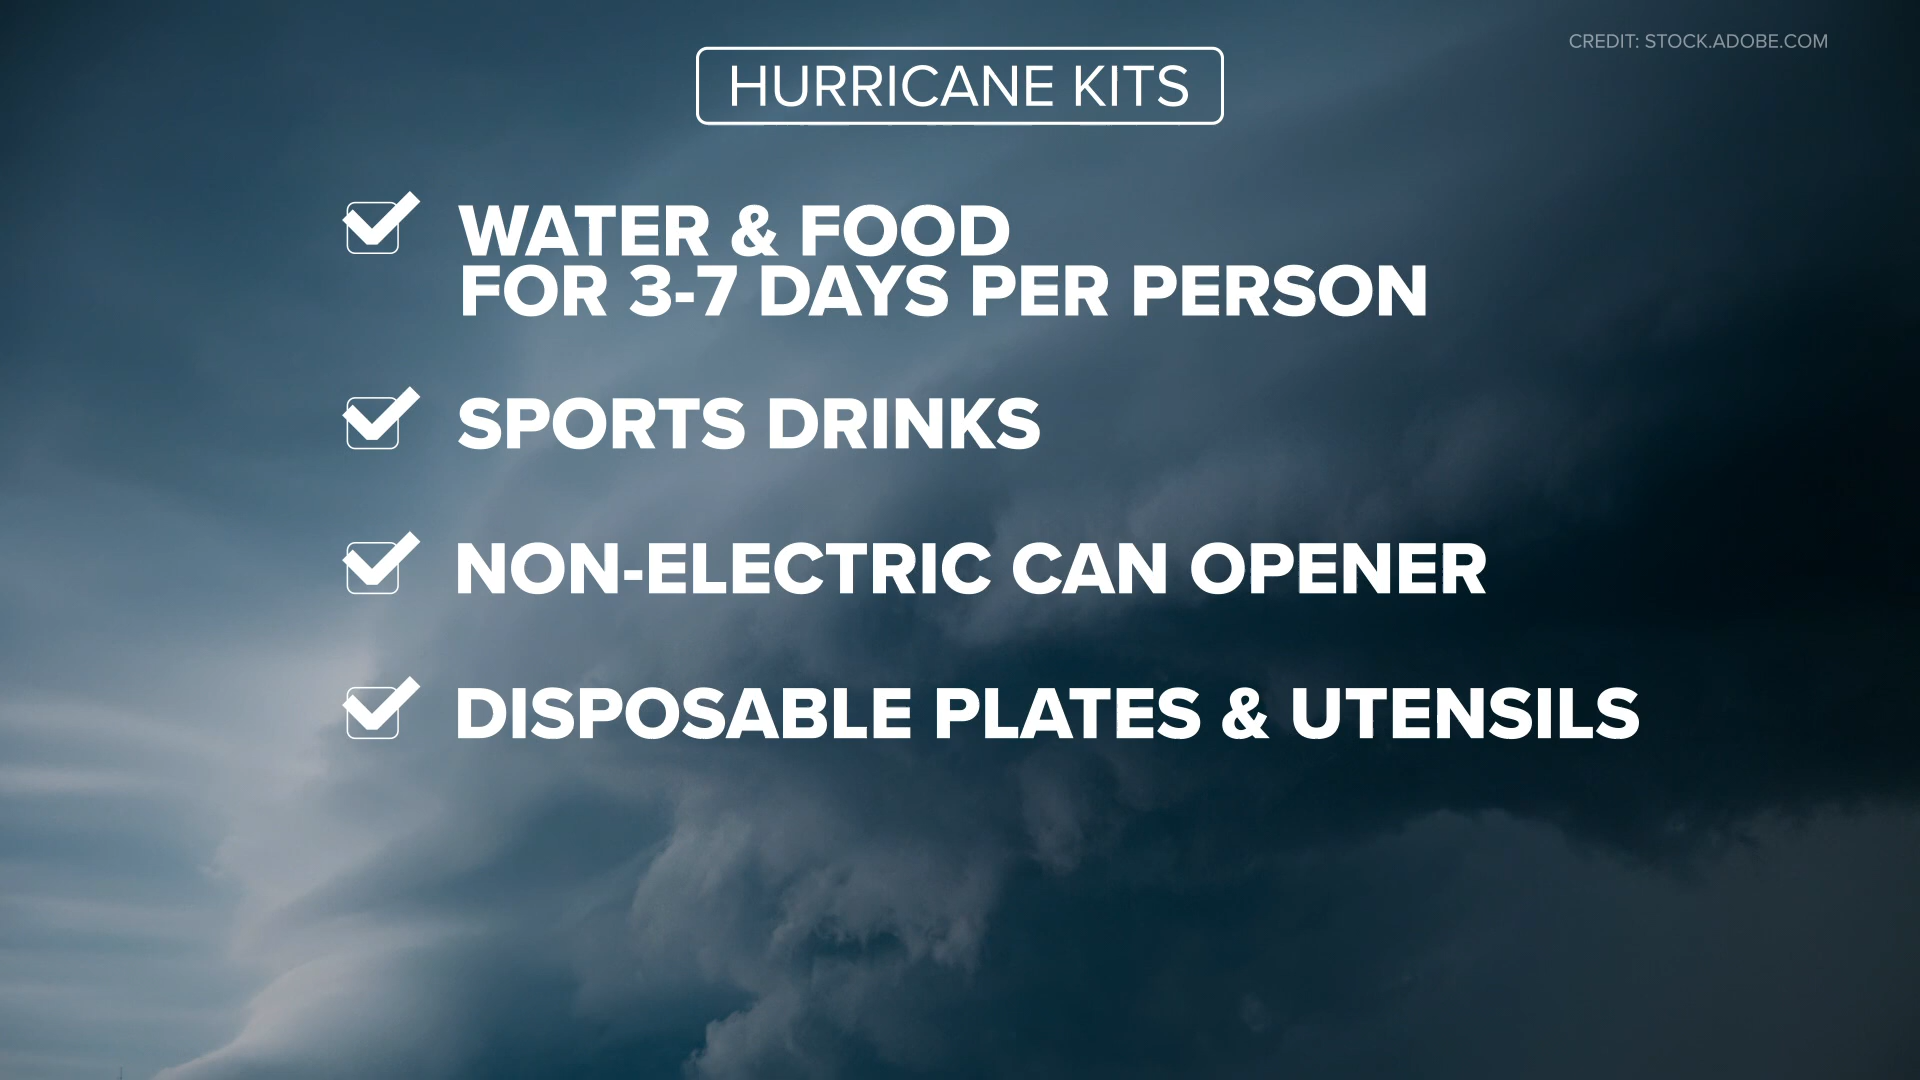 CREDIT: STOCK.ADOBE.COM
HURRICANE KITS
WATER & FOOD
FOR 3-7 DAYS PER PERSON
SPORTS DRINKS
NON-ELECTRIC CAN OPENER
DISPOSABLE PLATES & UTENSILS